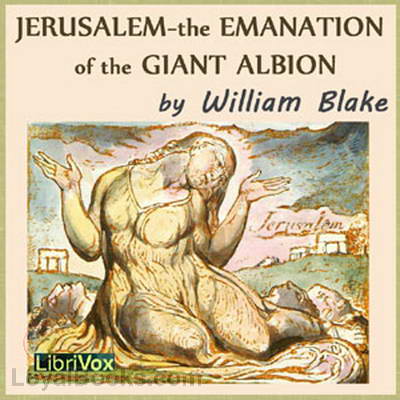 JERUSALEM-the EMANATION
of the GIANT ALBION
by William Blake
Jerusalem
LibriVox
LoyalBooks.com